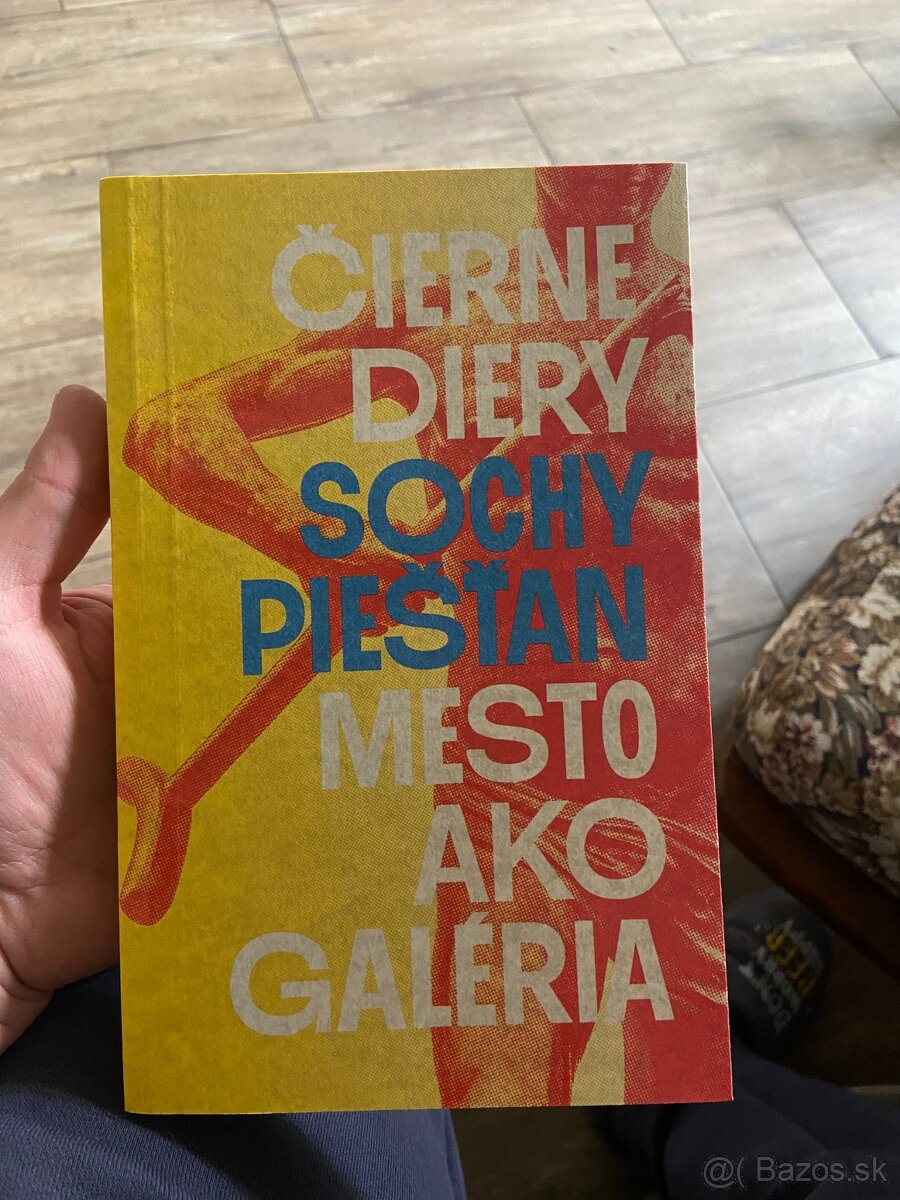 ČIERNE
DIERY
SOCHY
PIEŠŤAN
MESTO
AKO
GALÉRIA
@( Bazos.sk